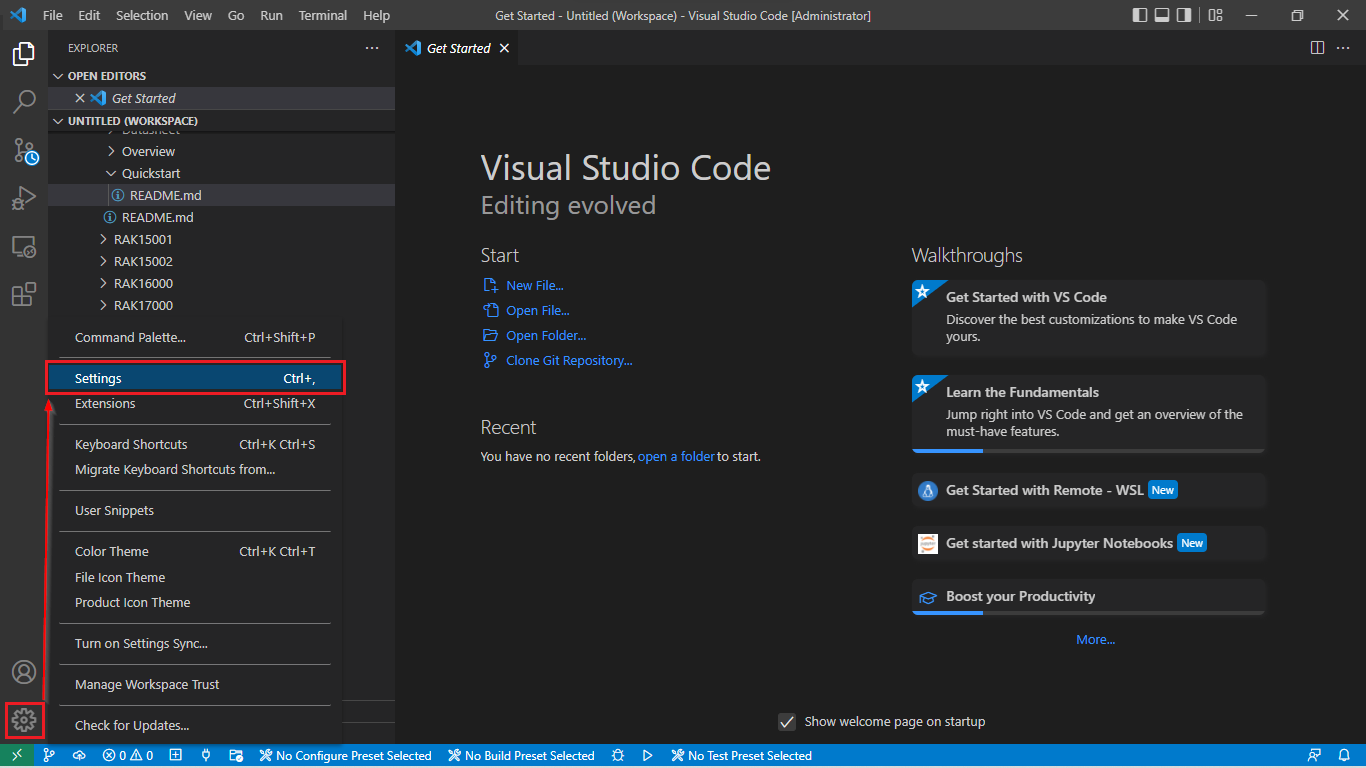 File Edit Selection View Go Run Terminal Help
Get Started - Untitled (Workspace) - Visual Studio Code [Administrator]
EXPLORER
OPEN EDITORS
Get Started
UNTITLED (WORKSPACE)
Datasheet
Overview
Quickstart
README.md
README.md
RAK15001
RAK15002
RAK16000
RAK17000
Command Palette... Ctrl+Shift+P
Settings Ctrl+,
Extensions Ctrl+Shift+X
Keyboard Shortcuts Ctrl+K Ctrl+S
Migrate Keyboard Shortcuts from...
User Snippets
Color Theme Ctrl+K Ctrl+T
File Icon Theme
Product Icon Theme
Turn on Settings Sync...
Manage Workspace Trust
Check for Updates...
Get Started
Visual Studio Code
Editing evolved
Start
New File...
Open File...
Open Folder...
Clone Git Repository...
Recent
You have no recent folders, open a folder to start.
Walkthroughs
Get Started with VS Code
Discover the best customizations to make VS Code
yours.
Learn the Fundamentals
Jump right into VS Code and get an overview of the
must-have features.
Get Started with Remote - WSL New
Get started with Jupyter Notebooks New
Boost your Productivity
More...
Show welcome page on startup
0 0 No Configure Preset Selected No Build Preset Selected No Test Preset Selected